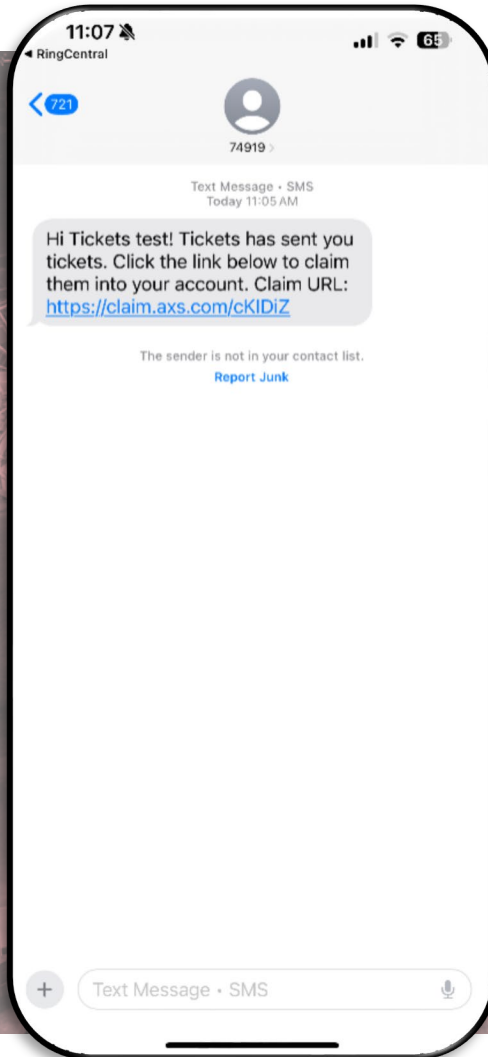 11:07
65
◀ RingCentral
721
74919 >
Text Message • SMS
Today 11:05 AM
Hi Tickets test! Tickets has sent you
tickets. Click the link below to claim
them into your account. Claim URL:
https://claim.axs.com/cKIDiZ
The sender is not in your contact list.
Report Junk
Text Message • SMS